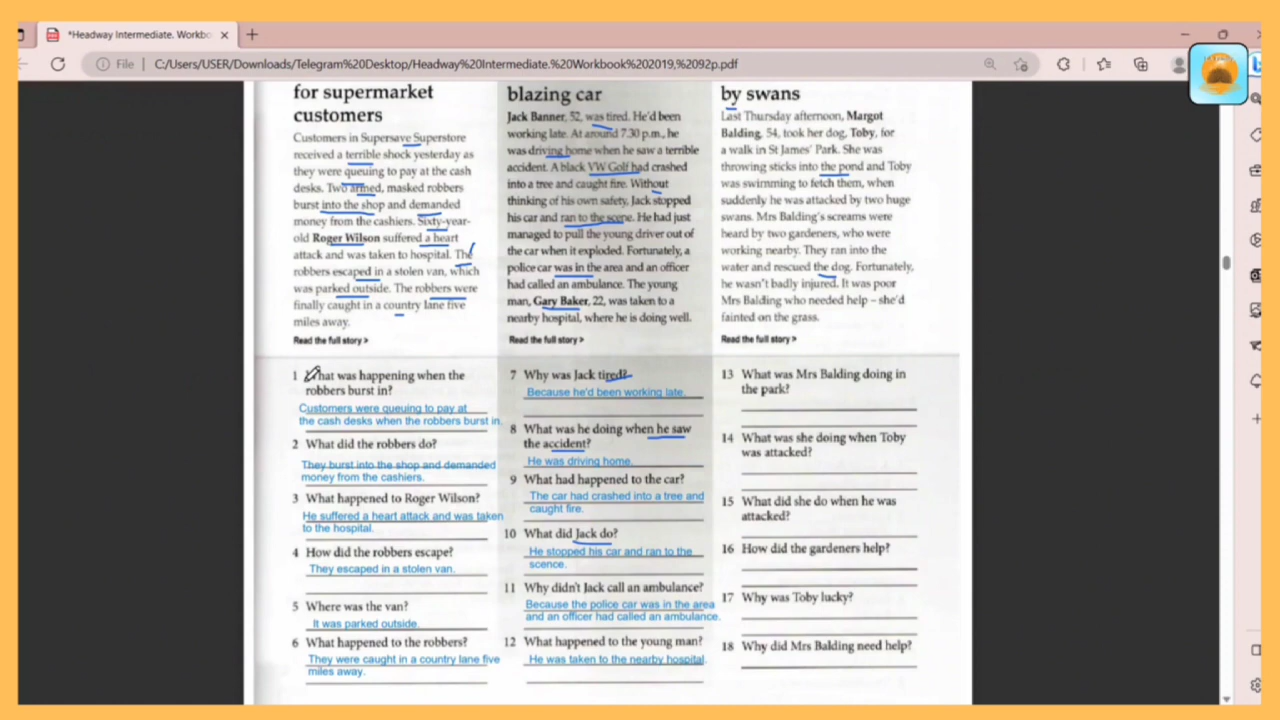 *Headway Intermediate. Workbo
File | C:/Users/USER/Downloads/Telegram%20Desktop/Headway%20Intermediate.%20Workbook%202019,%2092p.pdf
for supermarket
customers
Customers in Supersave Superstore
received a terrible shock yesterday as
they were queuing to pay at the cash
desks. Two armed, masked robbers
burst into the shop and demanded
money from the cashiers. Sixty-year-
old Roger Wilson suffered a heart
attack and was taken to hospital. The
robbers escaped in a stolen van, which
was parked outside. The robbers were
finally caught in a country lane five
miles away.
Read the full story >
blazing car
Jack Banner, 52, was tired. He'd been
working late. At around 7.30 p.m., he
was driving home when he saw a terrible
accident. A black VW Golf had crashed
into a tree and caught fire. Without
thinking of his own safety, Jack stopped
his car and ran to the scene. He had just
managed to pull the young driver out of
the car when it exploded. Fortunately, a
police car was in the area and an officer
had called an ambulance. The young
man, Gary Baker, 22, was taken to a
nearby hospital, where he is doing well.
Read the full story >
by swans
Last Thursday afternoon, Margot
Balding, 54, took her dog, Toby, for
a walk in St James' Park. She was
throwing sticks into the pond and Toby
was swimming to fetch them, when
suddenly he was attacked by two huge
swans. Mrs Balding's screams were
heard by two gardeners, who were
working nearby. They ran into the
water and rescued the dog. Fortunately,
he wasn't badly injured. It was poor
Mrs Balding who needed help – she'd
fainted on the grass.
Read the full story >
1 What was happening when the
robbers burst in?
Customers were queuing to pay at
the cash desks when the robbers burst in.
2 What did the robbers do?
They burst into the shop and demanded
money from the cashiers.
3 What happened to Roger Wilson?
He suffered a heart attack and was taken
to the hospital.
4 How did the robbers escape?
They escaped in a stolen van.
5 Where was the van?
It was parked outside.
6 What happened to the robbers?
They were caught in a country lane five
miles away.
7 Why was Jack tired?
Because he'd been working late.
8 What was he doing when he saw
the accident?
He was driving home.
9 What had happened to the car?
The car had crashed into a tree and
caught fire.
10 What did Jack do?
He stopped his car and ran to the
scence.
11 Why didn't Jack call an ambulance?
Because the police car was in the area
and an officer had called an ambulance.
12 What happened to the young man?
He was taken to the nearby hospital.
13 What was Mrs Balding doing in
the park?
14 What was she doing when Toby
was attacked?
15 What did she do when he was
attacked?
16 How did the gardeners help?
17 Why was Toby lucky?
18 Why did Mrs Balding need help?